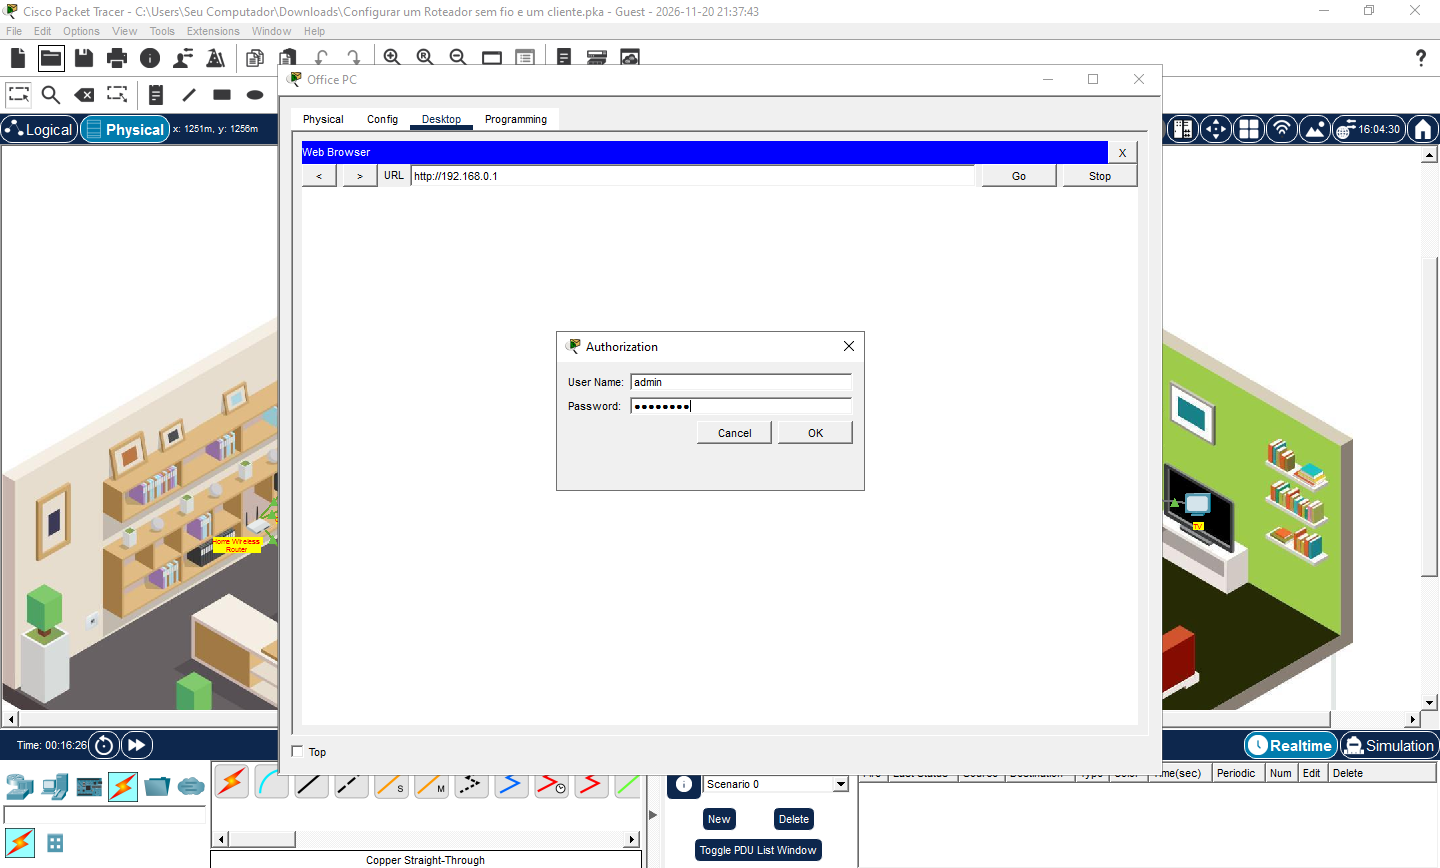 Cisco Packet Tracer - C:\Users\Seu Computador\Downloads\Configurar um Roteador sem fio e um cliente.pka - Guest - 2026-11-20 21:37:43
File Edit Options View Tools Extensions Window Help
?
Office PC
Logical Physical x: 1251m, y: 1256m
16:04:30
Physical Config Desktop Programming
Web Browser X
< > URL http://192.168.0.1 Go Stop
Authorization
User Name: admin
Password: ●●●●●●●●
Cancel OK
Home Wireless
Router
TV
Top
Time: 00:16:26
Realtime Simulation
Time(sec) Periodic Num Edit Delete
S M
Scenario 0
New Delete
Toggle PDU List Window
Copper Straight-Through